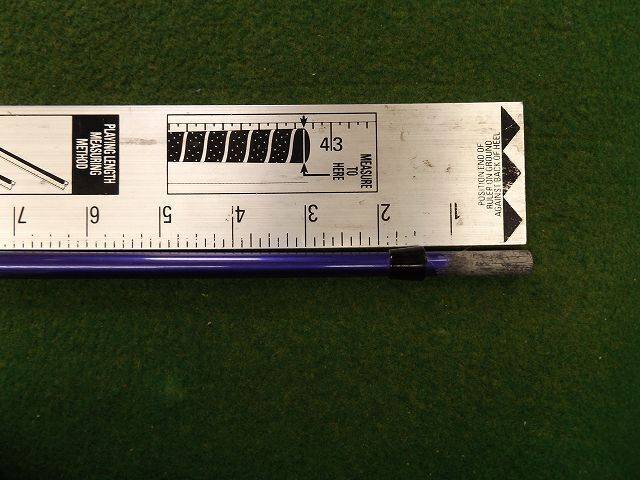 PLAYING LENGTH
MEASURING
METHOD
43
MEASURE
TO
HERE
POSITION END OF
RULER ON GROUND
AGAINST BACK OF HEEL
7 6 5 4 3 2 1